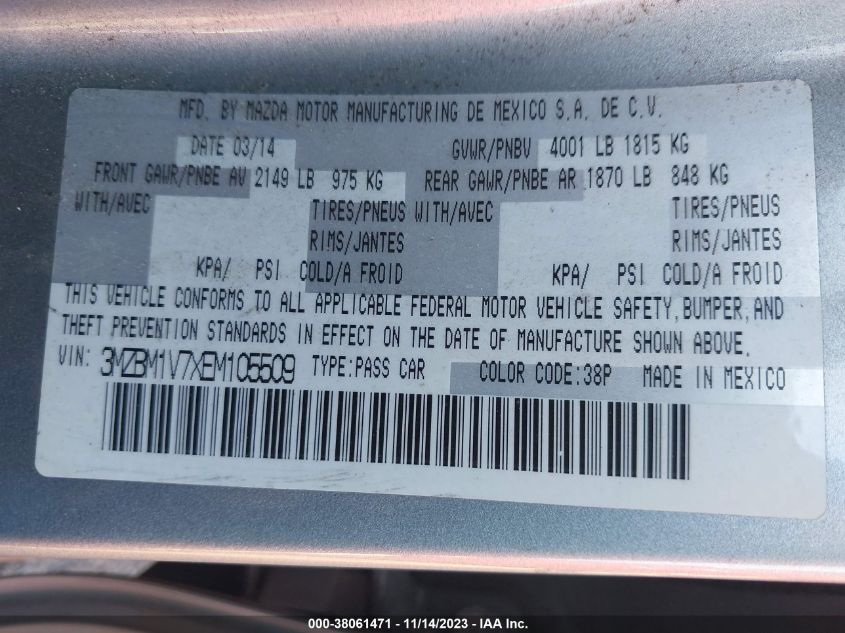 MFD. BY MAZDA MOTOR MANUFACTURING DE MEXICO S.A. DE C.V.
DATE 03/14 GVWR/PNBV 4001 LB 1815 KG
FRONT GAWR/PNBE AV 2149 LB 975 KG REAR GAWR/PNBE AR 1870 LB 848 KG
WITH/AVEC TIRES/PNEUS WITH/AVEC TIRES/PNEUS
RIMS/JANTES RIMS/JANTES
KPA/ PSI COLD/A FROID KPA/ PSI COLD/A FROID
THIS VEHICLE CONFORMS TO ALL APPLICABLE FEDERAL MOTOR VEHICLE SAFETY, BUMPER, AND
THEFT PREVENTION STANDARDS IN EFFECT ON THE DATE OF MANUFACTURE SHOWN ABOVE.
VIN: 3MZBM1V7XEM105509 TYPE:PASS CAR COLOR CODE:38P MADE IN MEXICO
000-38061471 - 11/14/2023 - IAA Inc.